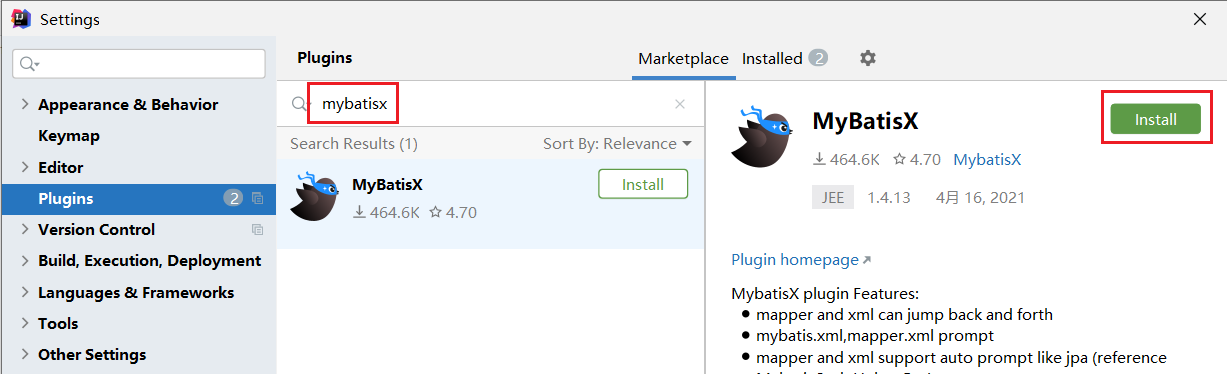 Settings
Plugins
Marketplace
Installed 2
Appearance & Behavior
Keymap
Editor
Plugins 2
Version Control
Build, Execution, Deployment
Languages & Frameworks
Tools
Other Settings
mybatisx
Search Results (1)
Sort By: Relevance
MyBatisX
464.6K 4.70
Install
MyBatisX
Install
464.6K 4.70 MybatisX
JEE 1.4.13 4月 16, 2021
Plugin homepage
MybatisX plugin Features:
mapper and xml can jump back and forth
mybatis.xml,mapper.xml prompt
mapper and xml support auto prompt like jpa (reference